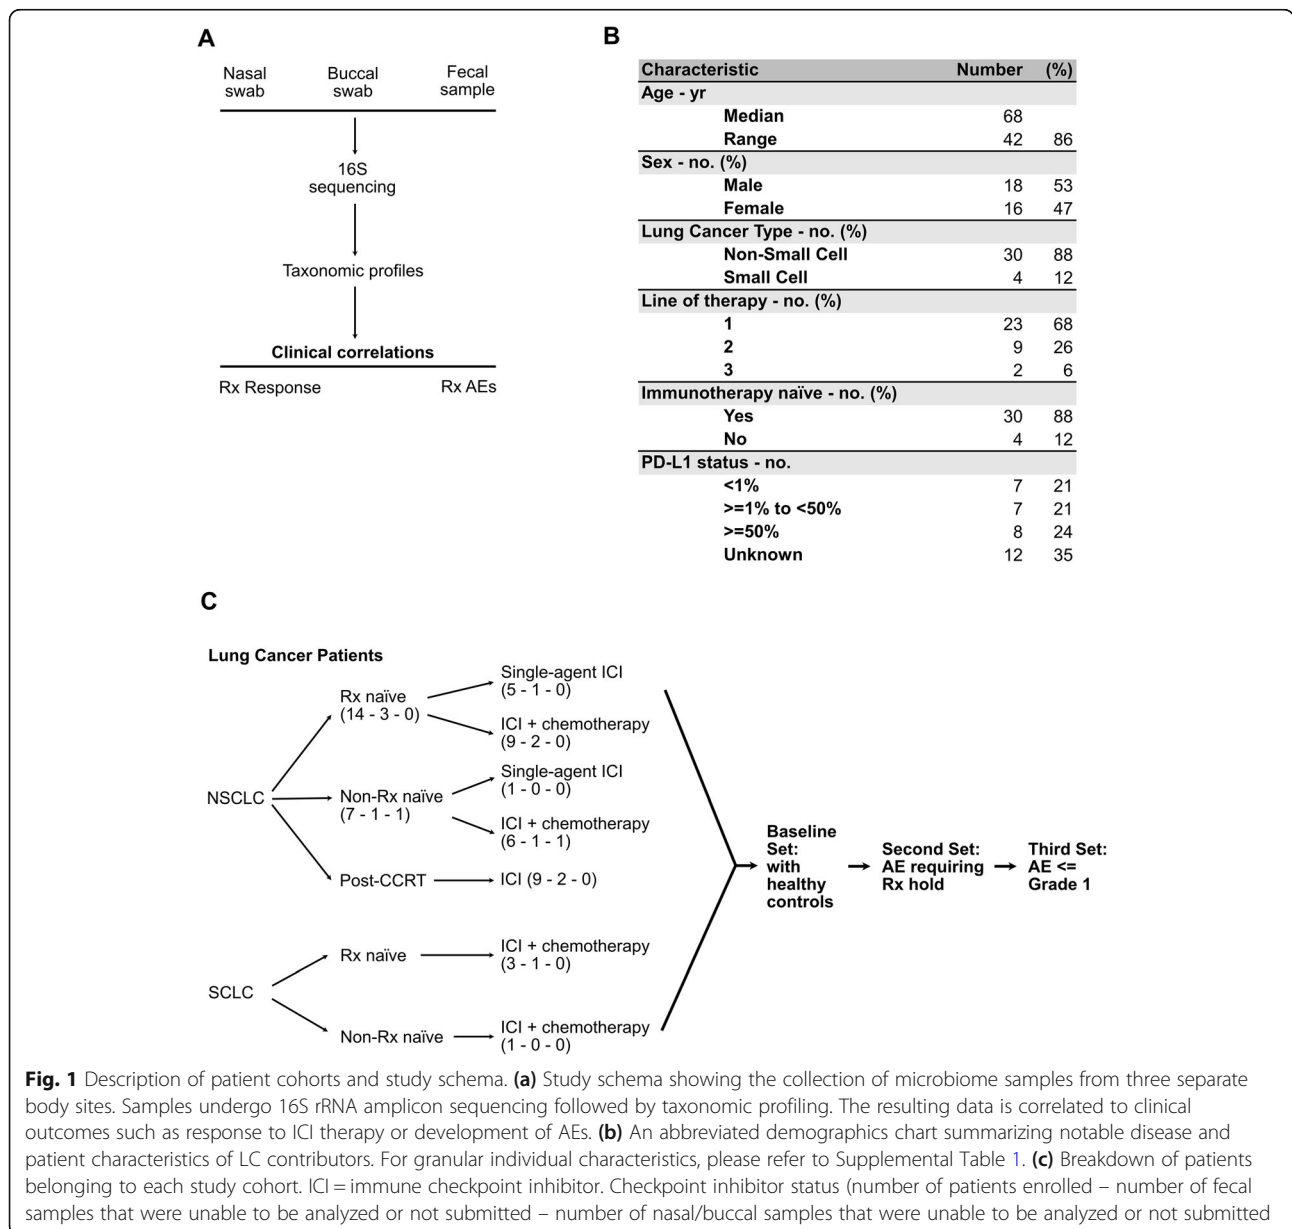 A
Nasal swab
Buccal swab
Fecal sample
16S sequencing
Taxonomic profiles
Clinical correlations
Rx Response
Rx AEs
B
Characteristic Number (%)
Age - yr
Median 68
Range 42 86
Sex - no. (%)
Male 18 53
Female 16 47
Lung Cancer Type - no. (%)
Non-Small Cell 30 88
Small Cell 4 12
Line of therapy - no. (%)
1 23 68
2 9 26
3 2 6
Immunotherapy naïve - no. (%)
Yes 30 88
No 4 12
PD-L1 status - no.
<1% 7 21
>=1% to <50% 7 21
>=50% 8 24
Unknown 12 35
C
Lung Cancer Patients
NSCLC
Rx naïve
(14 - 3 - 0)
Single-agent ICI
(5 - 1 - 0)
ICI + chemotherapy
(9 - 2 - 0)
Non-Rx naïve
(7 - 1 - 1)
Single-agent ICI
(1 - 0 - 0)
ICI + chemotherapy
(6 - 1 - 1)
Post-CCRT
ICI (9 - 2 - 0)
SCLC
Rx naïve
ICI + chemotherapy
(3 - 1 - 0)
Non-Rx naïve
ICI + chemotherapy
(1 - 0 - 0)
Baseline
Set:
with
healthy
controls
Second Set:
AE requiring
Rx hold
Third Set:
AE <=
Grade 1
Fig. 1 Description of patient cohorts and study schema. (a) Study schema showing the collection of microbiome samples from three separate
body sites. Samples undergo 16S rRNA amplicon sequencing followed by taxonomic profiling. The resulting data is correlated to clinical
outcomes such as response to ICI therapy or development of AEs. (b) An abbreviated demographics chart summarizing notable disease and
patient characteristics of LC contributors. For granular individual characteristics, please refer to Supplemental Table 1. (c) Breakdown of patients
belonging to each study cohort. ICI = immune checkpoint inhibitor. Checkpoint inhibitor status (number of patients enrolled – number of fecal
samples that were unable to be analyzed or not submitted – number of nasal/buccal samples that were unable to be analyzed or not submitted